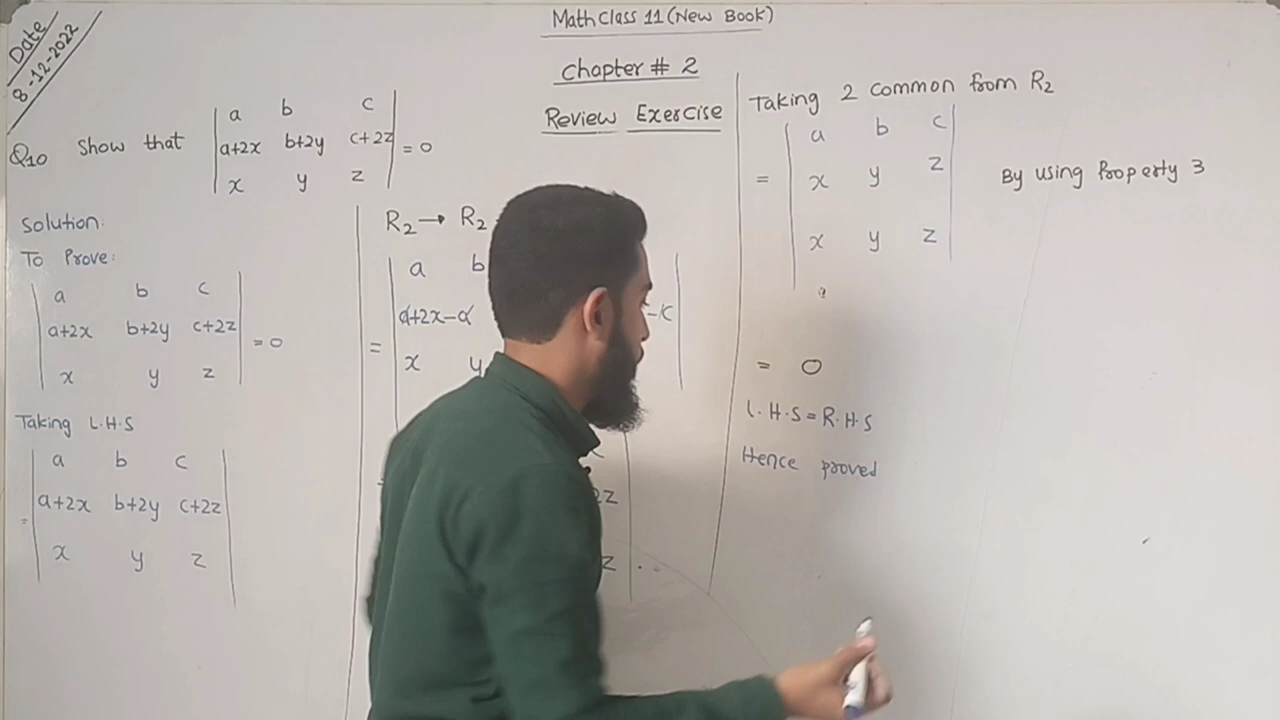 Date
8-12-2022
Math Class 11 (New Book)
Chapter # 2
Review Exercise
Q10 Show that
a b c
a+2x b+2y c+2z = 0
x y z
Solution:
To Prove:
a b c
a+2x b+2y c+2z = 0
x y z
Taking L.H.S
a b c
= a+2x b+2y c+2z
x y z
R₂ → R₂
a b
= a+2x-a -c
x y
2z
z
Taking 2 common from R₂
a b c
= x y z By using Property 3
x y z
= 0
L.H.S = R.H.S
Hence proved